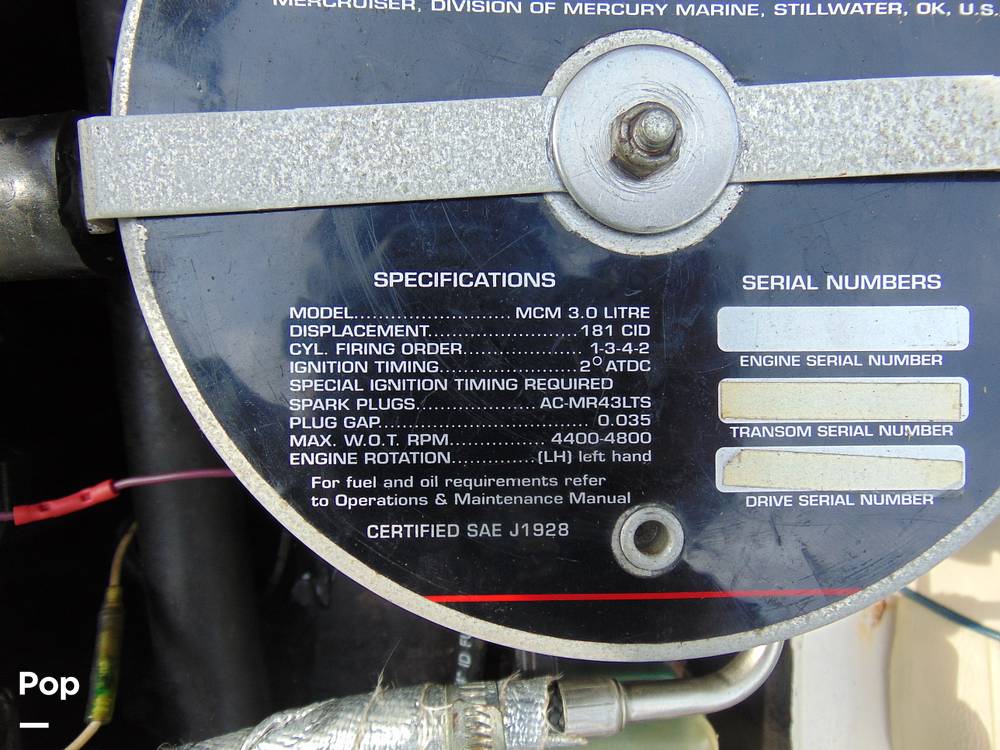 MERCRUISER, DIVISION OF MERCURY MARINE, STILLWATER, OK, U.S.
SPECIFICATIONS
MODEL........................ MCM 3.0 LITRE
DISPLACEMENT.......................181 CID
CYL. FIRING ORDER................... 1-3-4-2
IGNITION TIMING......................2° ATDC
SPECIAL IGNITION TIMING REQUIRED
SPARK PLUGS................... AC-MR43LTS
PLUG GAP................................. 0.035
MAX. W.O.T. RPM............... 4400-4800
ENGINE ROTATION.............(LH) left hand
For fuel and oil requirements refer
to Operations & Maintenance Manual
CERTIFIED SAE J1928
SERIAL NUMBERS
ENGINE SERIAL NUMBER
TRANSOM SERIAL NUMBER
DRIVE SERIAL NUMBER
Pop